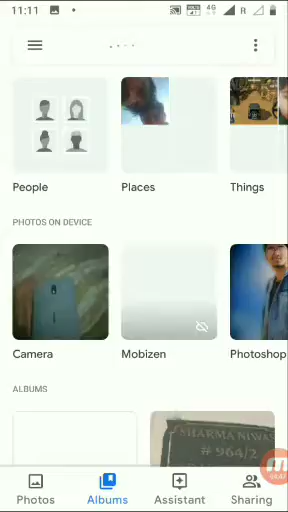 11:11
4G
R
People
Places
Things
PHOTOS ON DEVICE
Camera
Mobizen
Photoshop
ALBUMS
SHARMA NIWAS
# 964/2
Photos
Albums
Assistant
Sharing